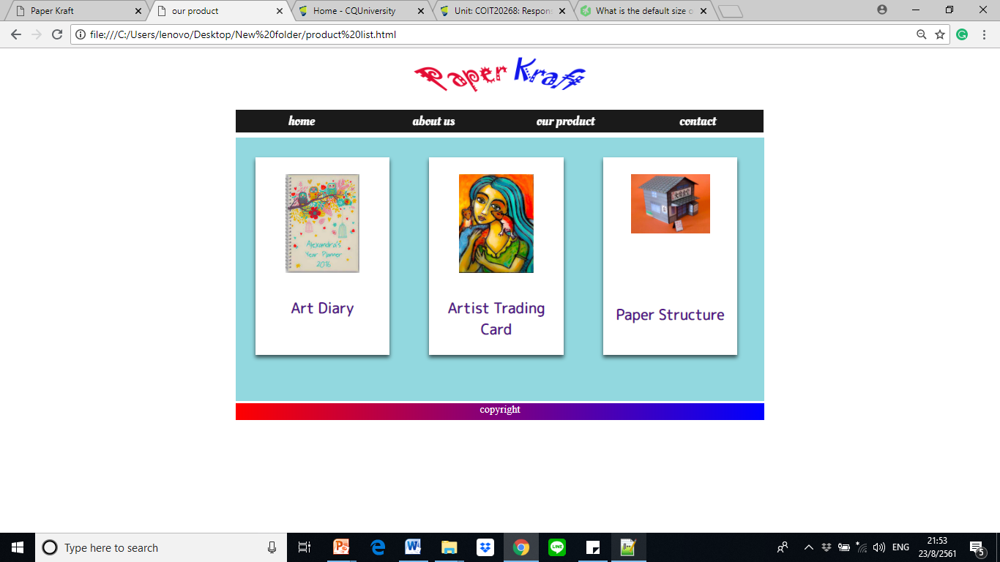 Paper Kraft
our product
Home - CQUniversity
Unit: COIT20268: Respons
What is the default size o
file:///C:/Users/lenovo/Desktop/New%20folder/product%20list.html
Paper Kraft
home about us our product contact
Alexandra's
Year Planner
2016
Art Diary
Artist Trading
Card
Paper Structure
copyright
Type here to search
ENG
21:53
23/8/2561
5